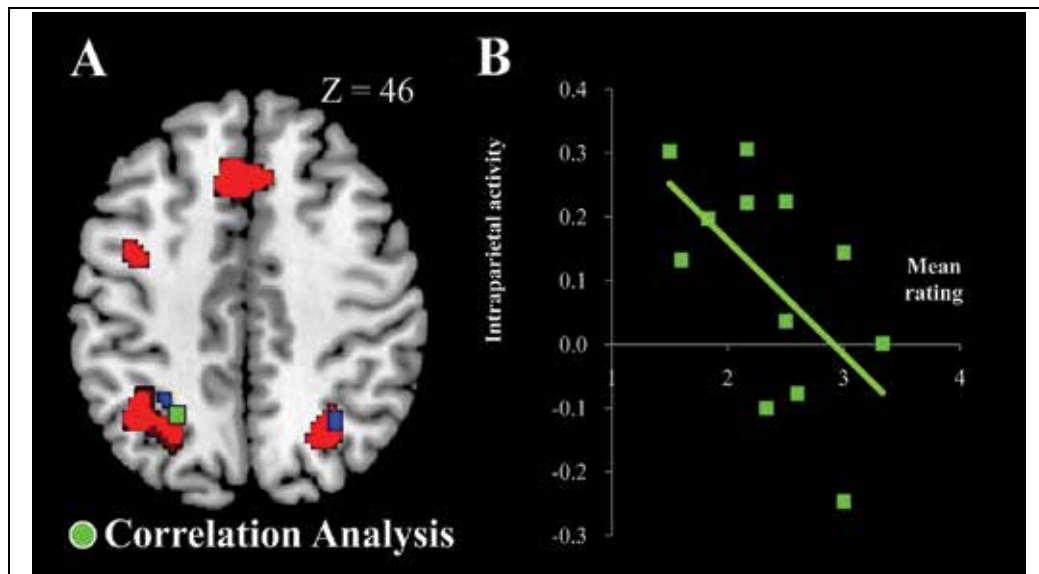 A
Z = 46
Correlation Analysis
B
Intraparietal activity
0.4
0.3
0.2
0.1
0.0
-0.1
-0.2
-0.3
1
2
3
4
Mean
rating